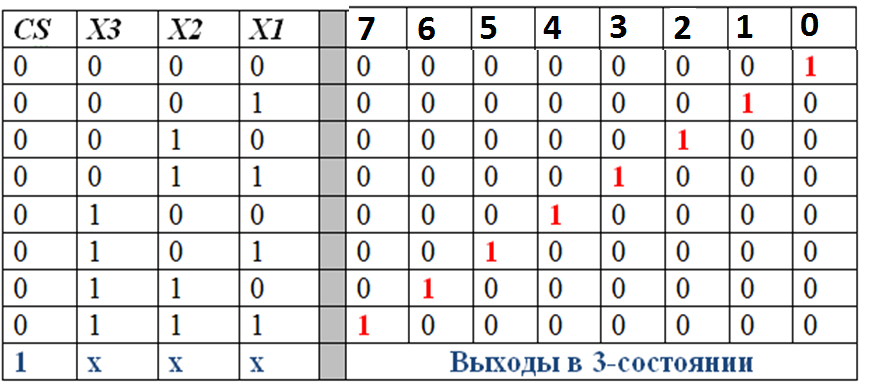 CS X3 X2 X1 7 6 5 4 3 2 1 0
0 0 0 0 0 0 0 0 0 0 0 1
0 0 0 1 0 0 0 0 0 0 1 0
0 0 1 0 0 0 0 0 0 1 0 0
0 0 1 1 0 0 0 0 1 0 0 0
0 1 0 0 0 0 0 1 0 0 0 0
0 1 0 1 0 0 1 0 0 0 0 0
0 1 1 0 0 1 0 0 0 0 0 0
0 1 1 1 1 0 0 0 0 0 0 0
1 x x x Выходы в 3-состоянии